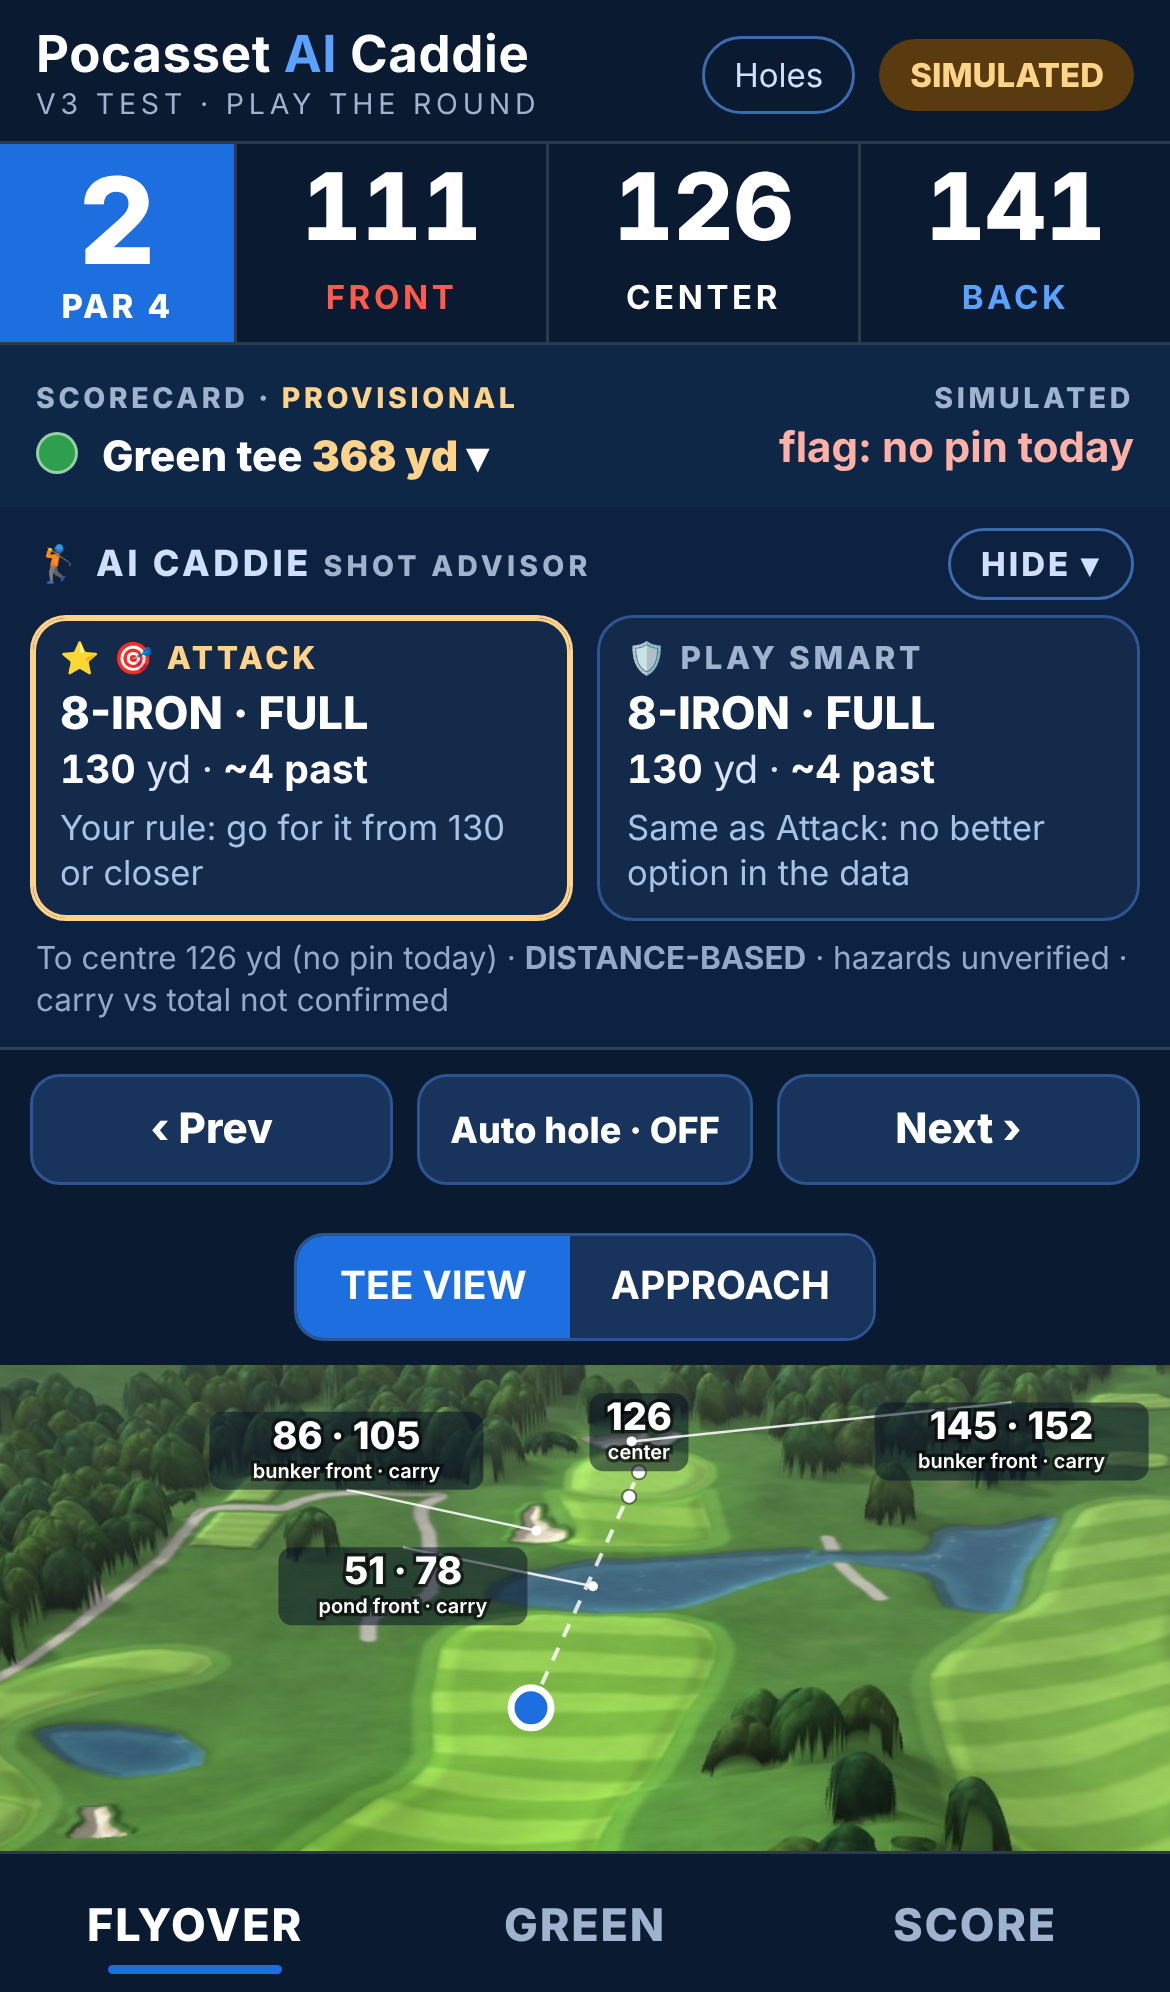 Pocasset AI Caddie
V3 TEST · PLAY THE ROUND
Holes
SIMULATED
2
PAR 4
111
FRONT
126
CENTER
141
BACK
SCORECARD · PROVISIONAL
Green tee 368 yd ▾
SIMULATED
flag: no pin today
AI CADDIE SHOT ADVISOR
HIDE ▾
ATTACK
8-IRON · FULL
130 yd · ~4 past
Your rule: go for it from 130
or closer
PLAY SMART
8-IRON · FULL
130 yd · ~4 past
Same as Attack: no better
option in the data
To centre 126 yd (no pin today) · DISTANCE-BASED · hazards unverified ·
carry vs total not confirmed
‹ Prev
Auto hole · OFF
Next ›
TEE VIEW
APPROACH
126
center
86 · 105
bunker front · carry
145 · 152
bunker front · carry
51 · 78
pond front · carry
FLYOVER
GREEN
SCORE